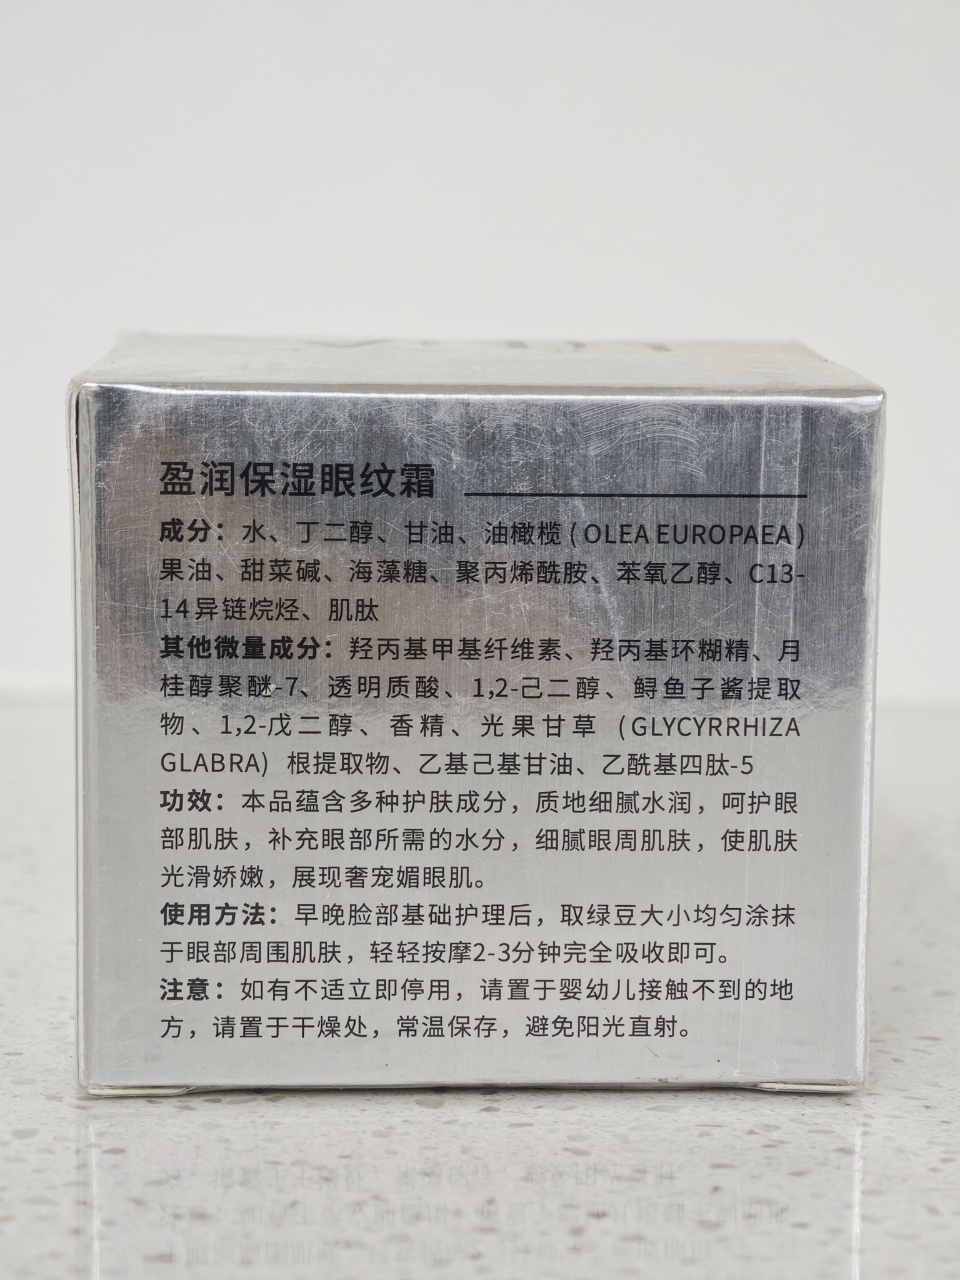 盈润保湿眼纹霜
成分：水、丁二醇、甘油、油橄榄（OLEA EUROPAEA）
果油、甜菜碱、海藻糖、聚丙烯酰胺、苯氧乙醇、C13-
14异链烷烃、肌肽
其他微量成分：羟丙基甲基纤维素、羟丙基环糊精、月
桂醇聚醚-7、透明质酸、1,2-己二醇、鲟鱼子酱提取
物、1,2-戊二醇、香精、光果甘草（GLYCYRRHIZA
GLABRA）根提取物、乙基己基甘油、乙酰基四肽-5
功效：本品蕴含多种护肤成分，质地细腻水润，呵护眼
部肌肤，补充眼部所需的水分，细腻眼周肌肤，使肌肤
光滑娇嫩，展现奢宠媚眼肌。
使用方法：早晚脸部基础护理后，取绿豆大小均匀涂抹
于眼部周围肌肤，轻轻按摩2-3分钟完全吸收即可。
注意：如有不适立即停用，请置于婴幼儿接触不到的地
方，请置于干燥处，常温保存，避免阳光直射。